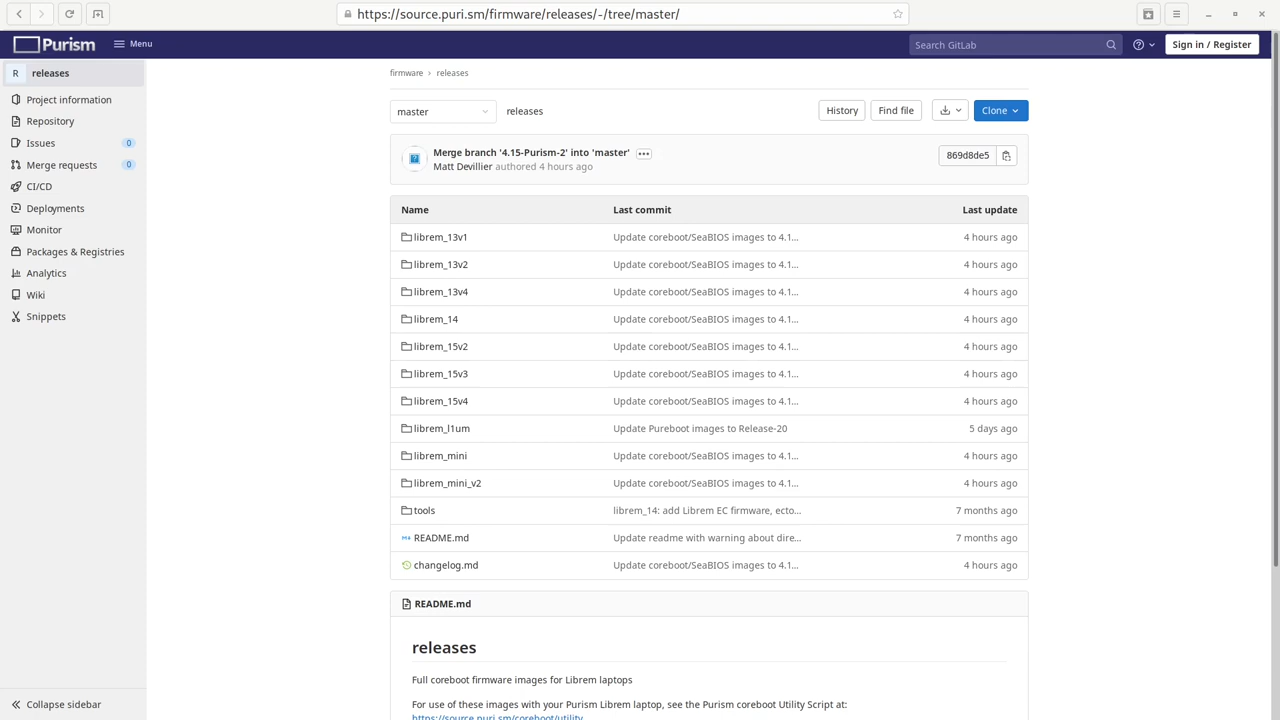 https://source.puri.sm/firmware/releases/-/tree/master/
Purism
Menu
Search GitLab
Sign in / Register
R releases
Project information
Repository
Issues 0
Merge requests 0
CI/CD
Deployments
Monitor
Packages & Registries
Analytics
Wiki
Snippets
Collapse sidebar
firmware › releases
master releases History Find file Clone
Merge branch '4.15-Purism-2' into 'master'
Matt Devillier authored 4 hours ago
869d8de5
Name Last commit Last update
librem_13v1 Update coreboot/SeaBIOS images to 4.1... 4 hours ago
librem_13v2 Update coreboot/SeaBIOS images to 4.1... 4 hours ago
librem_13v4 Update coreboot/SeaBIOS images to 4.1... 4 hours ago
librem_14 Update coreboot/SeaBIOS images to 4.1... 4 hours ago
librem_15v2 Update coreboot/SeaBIOS images to 4.1... 4 hours ago
librem_15v3 Update coreboot/SeaBIOS images to 4.1... 4 hours ago
librem_15v4 Update coreboot/SeaBIOS images to 4.1... 4 hours ago
librem_l1um Update Pureboot images to Release-20 5 days ago
librem_mini Update coreboot/SeaBIOS images to 4.1... 4 hours ago
librem_mini_v2 Update coreboot/SeaBIOS images to 4.1... 4 hours ago
tools librem_14: add Librem EC firmware, ecto... 7 months ago
README.md Update readme with warning about dire... 7 months ago
changelog.md Update coreboot/SeaBIOS images to 4.1... 4 hours ago
README.md
releases
Full coreboot firmware images for Librem laptops
For use of these images with your Purism Librem laptop, see the Purism coreboot Utility Script at:
https://source.puri.sm/coreboot/utility